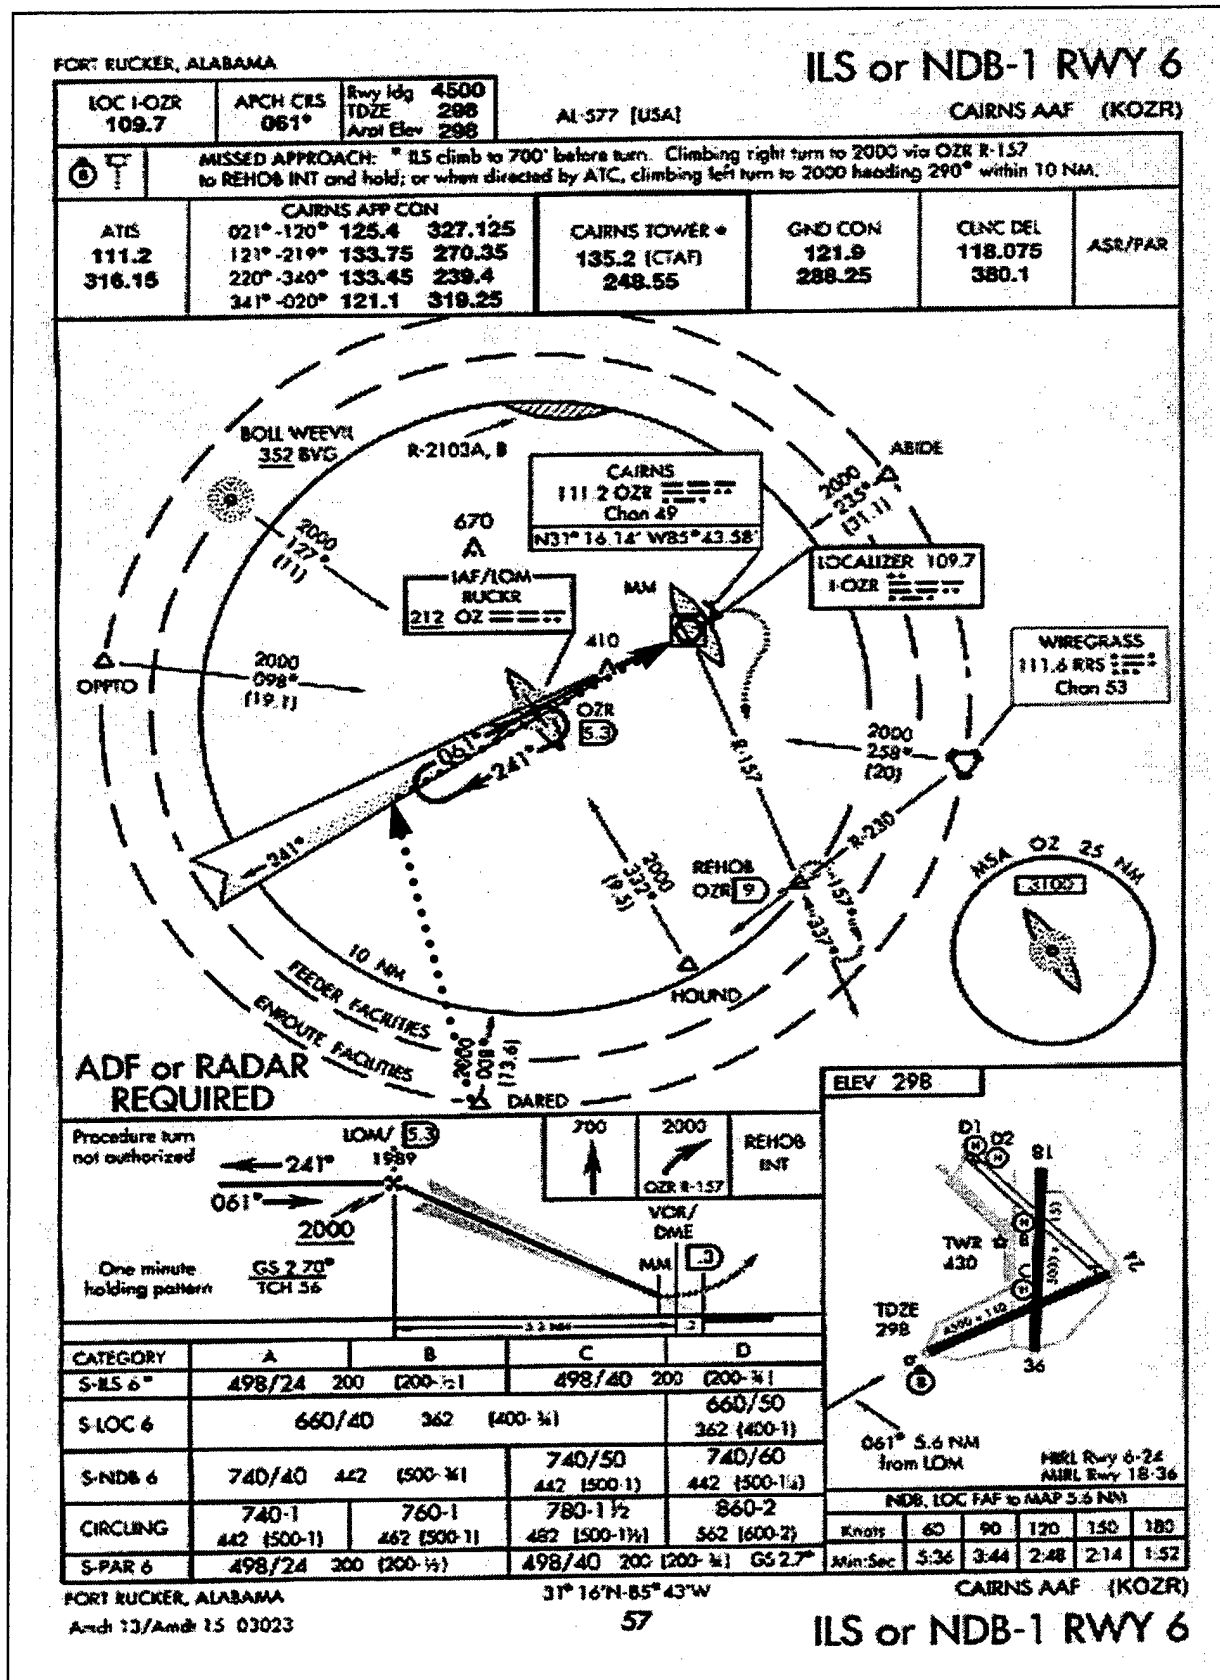 FORT RUCKER, ALABAMA
ILS or NDB-1 RWY 6
LOC I-OZR
109.7
APCH CRS
061°
Rwy ldg 4500
TDZE 298
Arpt Elev 298
AL-577 [USA]
CAIRNS AAF (KOZR)
MISSED APPROACH: * ILS climb to 700' before turn. Climbing right turn to 2000 via OZR R-157
to REHOB INT and hold; or when directed by ATC, climbing left turn to 2000 heading 290° within 10 NM.
ATIS
111.2
316.15
CAIRNS APP CON
021°-120° 125.4 327.125
121°-219° 133.75 270.35
220°-340° 133.45 239.4
341°-020° 121.1 319.25
CAIRNS TOWER *
135.2 (CTAF)
248.55
GND CON
121.9
288.25
CLNC DEL
118.075
380.1
ASR/PAR
BOLL WEEVIL
352 BVG
R-2103A, B
CAIRNS
111.2 OZR
Chan 49
N31° 16.14' W85° 43.58'
ABIDE
2000
235°
(31.1)
2000
127°
(11)
670
IAF/LOM
RUCKR
212 OZ
MM
LOCALIZER 109.7
I-OZR
410
WIREGRASS
111.6 RRS
Chan 53
OPPTO
2000
098°
(19.1)
OZR
5.3
061°
241°
R-157
2000
258°
(20)
R-230
241°
2000
332°
(9.5)
REHOB
OZR 9
157°
337°
MSA OZ 25 NM
3100
HOUND
10 NM
FEEDER FACILITIES
ENROUTE FACILITIES
2000
008°
(13.6)
DARED
ADF or RADAR
REQUIRED
ELEV 298
Procedure turn
not authorized
LOM/ 5.3
1989
241°
061°
2000
One minute
holding pattern
GS 2.70°
TCH 56
700
2000
OZR R-157
REHOB
INT
VOR/
DME
MM
.3
.2
D1
D2
18
B
TWR
430
C
TDZE
298
4500 x 150
24
36
6
B
061° 5.6 NM
from LOM
HIRL Rwy 6-24
MIRL Rwy 18-36
CATEGORY A B C D
S-ILS 6* 498/24 200 (200-½) 498/40 200 (200-¾)
S-LOC 6 660/40 362 (400-¾) 660/50 362 (400-1)
S-NDB 6 740/40 442 (500-¾) 740/50 442 (500-1) 740/60 442 (500-1¼)
CIRCLING 740-1 442 (500-1) 760-1 462 (500-1) 780-1½ 482 (500-1½) 860-2 562 (600-2)
S-PAR 6 498/24 200 (200-½) 498/40 200 (200-¾) GS 2.7°
NDB, LOC FAF to MAP 5.6 NM
Knots 60 90 120 150 180
Min:Sec 5:36 3:44 2:48 2:14 1:52
FORT RUCKER, ALABAMA
31° 16'N-85° 43'W
CAIRNS AAF (KOZR)
Amdt 13/Amdt 15 03023
57
ILS or NDB-1 RWY 6